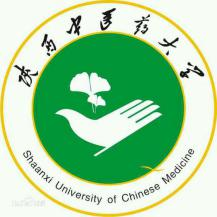 陕西中医药大学
Shaanxi University of Chinese Medicine